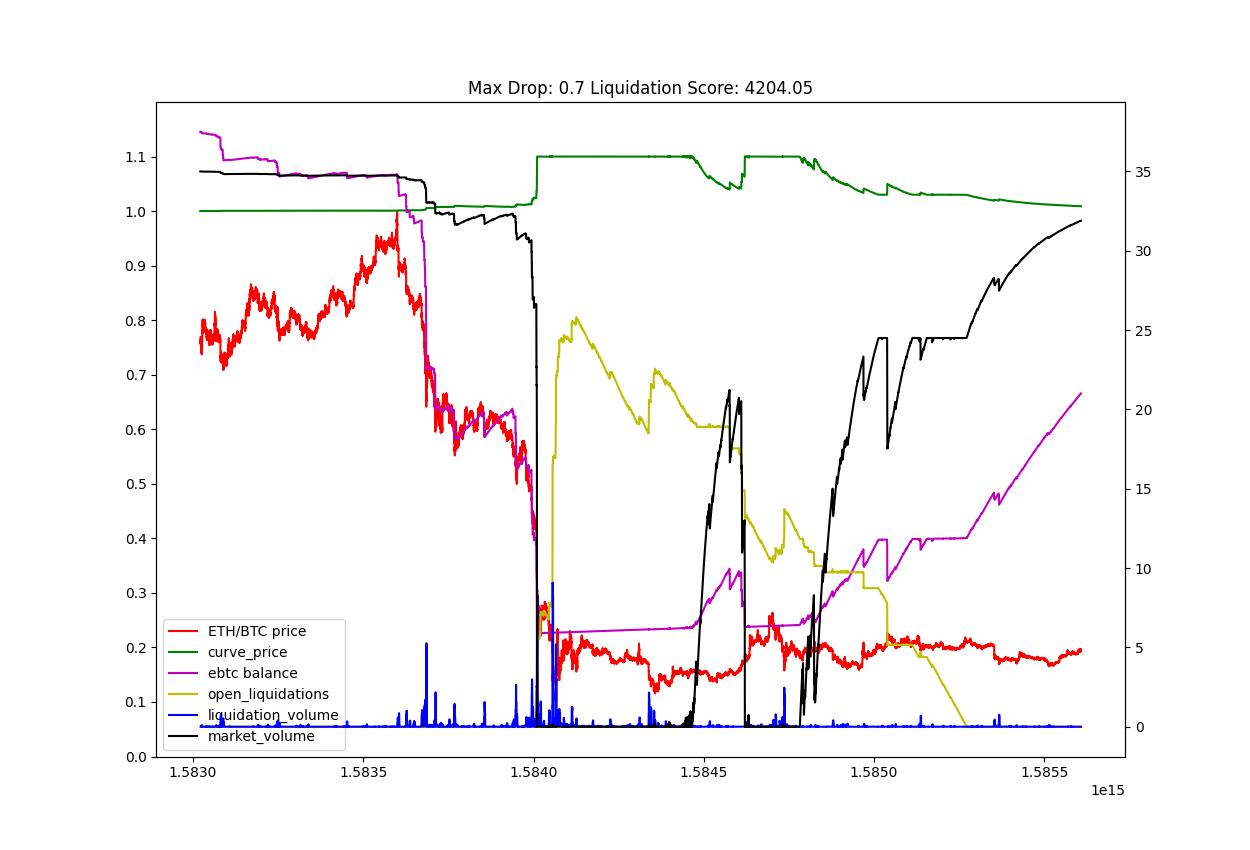 Max Drop: 0.7 Liquidation Score: 4204.05
1.1
1.0
0.9
0.8
0.7
0.6
0.5
0.4
0.3
0.2
0.1
0.0
35
30
25
20
15
10
5
0
ETH/BTC price
curve_price
ebtc balance
open_liquidations
liquidation_volume
market_volume
1.5830 1.5835 1.5840 1.5845 1.5850 1.5855
1e15